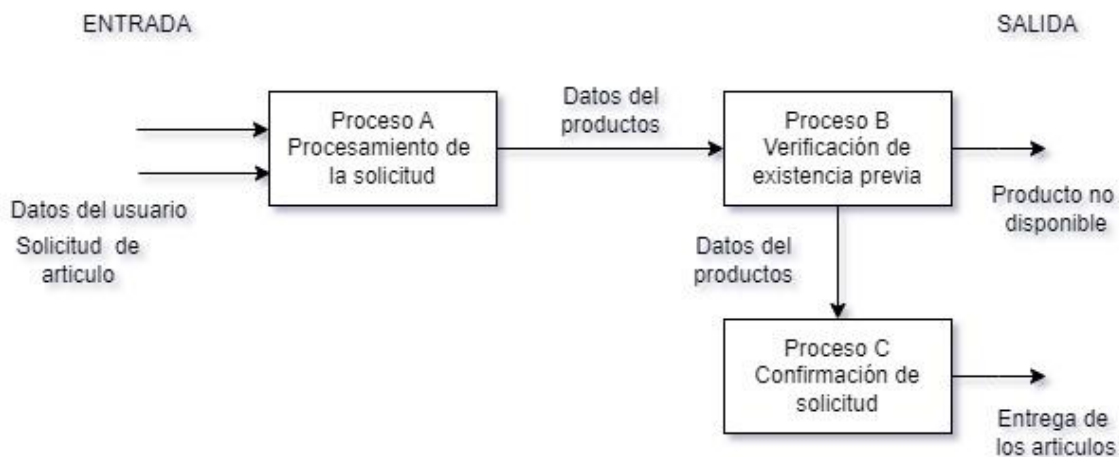 ENTRADA
SALIDA
Proceso A
Procesamiento de
la solicitud
Datos del
productos
Proceso B
Verificación de
existencia previa
Datos del usuario
Solicitud de
articulo
Producto no
disponible
Datos del
productos
Proceso C
Confirmación de
solicitud
Entrega de
los articulos